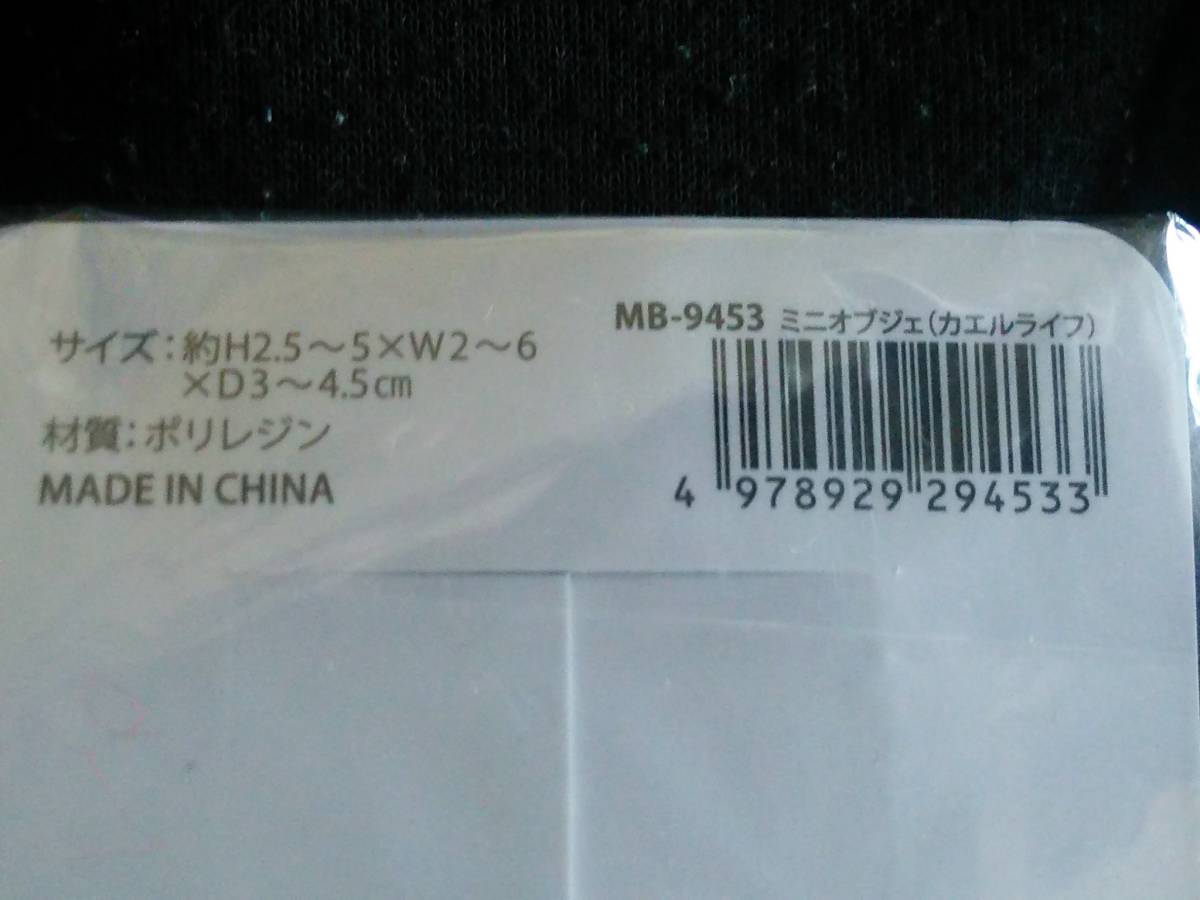 サイズ：約H2.5～5×W2～6
×D3～4.5㎝
材質：ポリレジン
MADE IN CHINA
MB-9453 ミニオブジェ（カエルライフ）
4 978929 294533